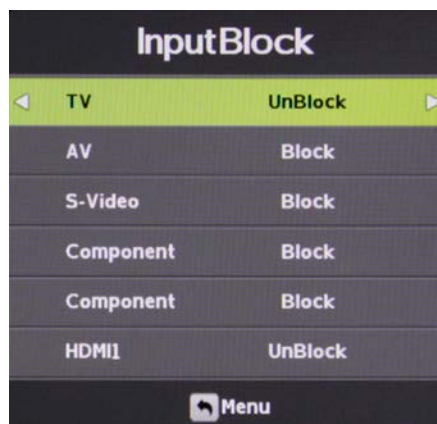 InputBlock
TV UnBlock
AV Block
S-Video Block
Component Block
Component Block
HDMI1 UnBlock
Menu